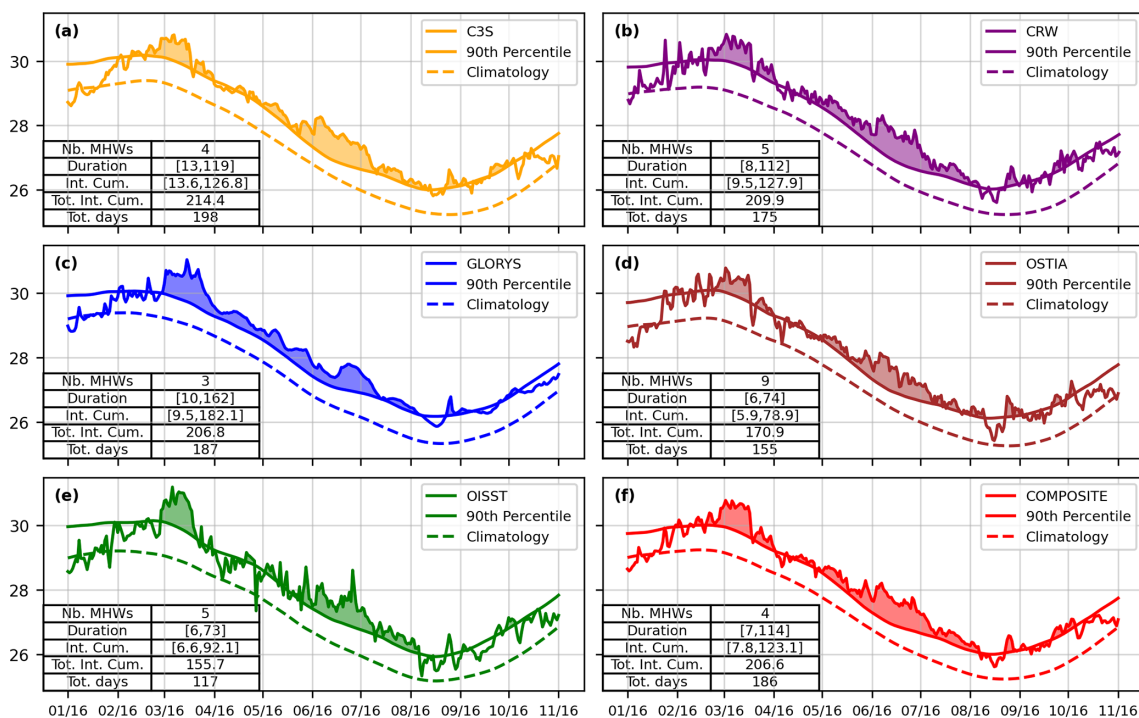 (a)
C3S
90th Percentile
Climatology
30
28
26
Nb. MHWs 4
Duration [13,119]
Int. Cum. [13.6,126.8]
Tot. Int. Cum. 214.4
Tot. days 198
(b)
CRW
90th Percentile
Climatology
Nb. MHWs 5
Duration [8,112]
Int. Cum. [9.5,127.9]
Tot. Int. Cum. 209.9
Tot. days 175
(c)
GLORYS
90th Percentile
Climatology
30
28
26
Nb. MHWs 3
Duration [10,162]
Int. Cum. [9.5,182.1]
Tot. Int. Cum. 206.8
Tot. days 187
(d)
OSTIA
90th Percentile
Climatology
Nb. MHWs 9
Duration [6,74]
Int. Cum. [5.9,78.9]
Tot. Int. Cum. 170.9
Tot. days 155
(e)
OISST
90th Percentile
Climatology
30
28
26
Nb. MHWs 5
Duration [6,73]
Int. Cum. [6.6,92.1]
Tot. Int. Cum. 155.7
Tot. days 117
01/16 02/16 03/16 04/16 05/16 06/16 07/16 08/16 09/16 10/16 11/16
(f)
COMPOSITE
90th Percentile
Climatology
Nb. MHWs 4
Duration [7,114]
Int. Cum. [7.8,123.1]
Tot. Int. Cum. 206.6
Tot. days 186
01/16 02/16 03/16 04/16 05/16 06/16 07/16 08/16 09/16 10/16 11/16